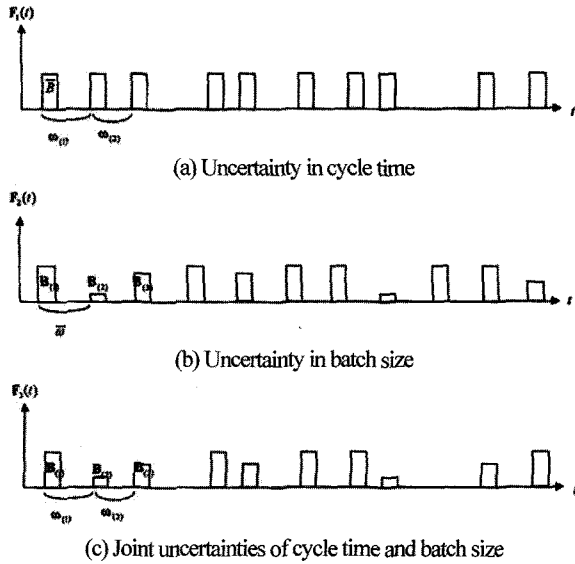 F₁(t)
B̅
t
ω(1) ω(2)
(a) Uncertainty in cycle time
F₂(t)
B(1) B(2) B(3)
t
ω̅
(b) Uncertainty in batch size
F₃(t)
B(1) B(2)
t
ω(1) ω(2)
(c) Joint uncertainties of cycle time and batch size